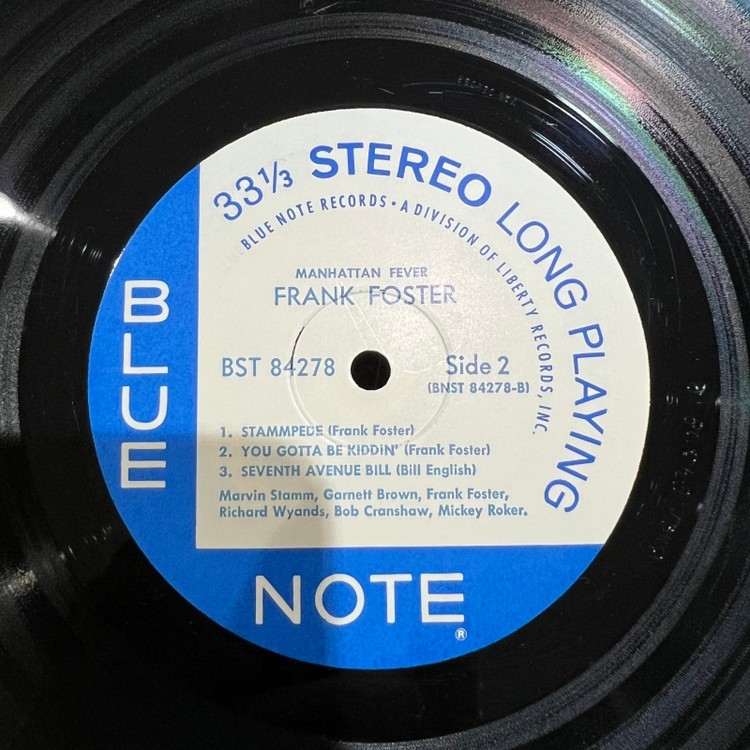 33⅓ STEREO LONG PLAYING
BLUE NOTE RECORDS • A DIVISION OF LIBERTY RECORDS, INC.
MANHATTAN FEVER
FRANK FOSTER
BST 84278
Side 2
(BNST 84278-B)
1. STAMMPEDE (Frank Foster)
2. YOU GOTTA BE KIDDIN' (Frank Foster)
3. SEVENTH AVENUE BILL (Bill English)
Marvin Stamm, Garnett Brown, Frank Foster,
Richard Wyands, Bob Cranshaw, Mickey Roker.
BLUE
NOTE®